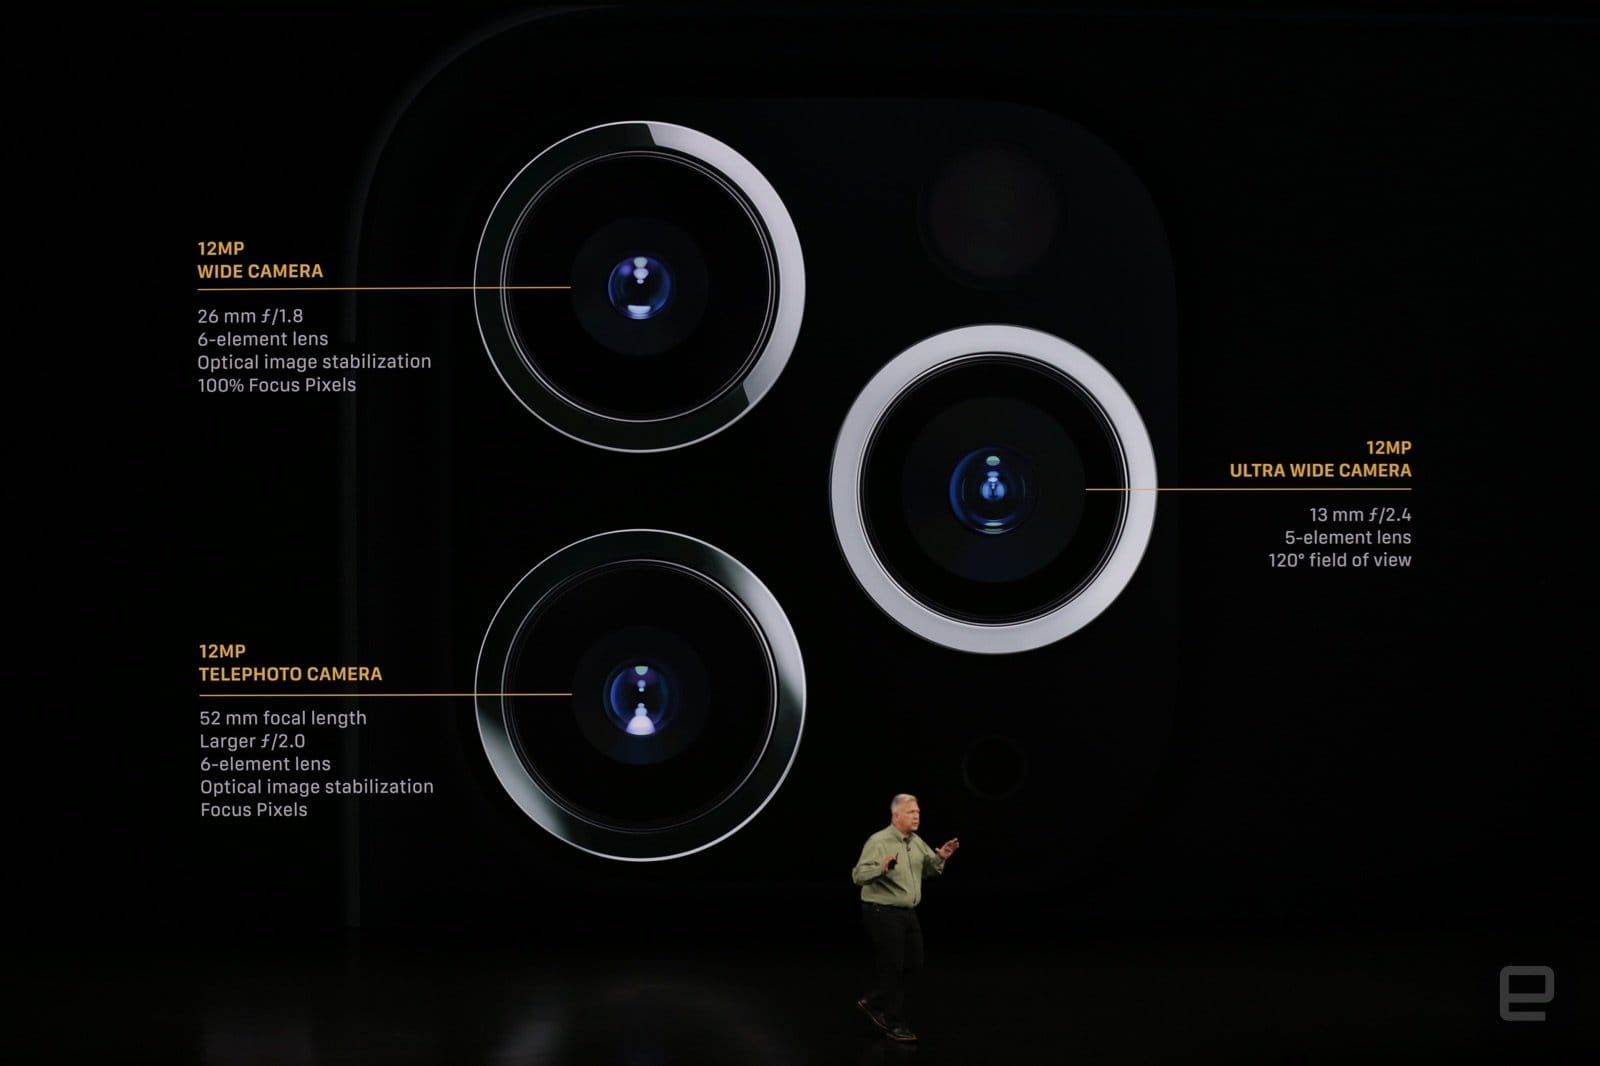 12MP
WIDE CAMERA
26 mm ƒ/1.8
6-element lens
Optical image stabilization
100% Focus Pixels
12MP
ULTRA WIDE CAMERA
13 mm ƒ/2.4
5-element lens
120° field of view
12MP
TELEPHOTO CAMERA
52 mm focal length
Larger ƒ/2.0
6-element lens
Optical image stabilization
Focus Pixels
e